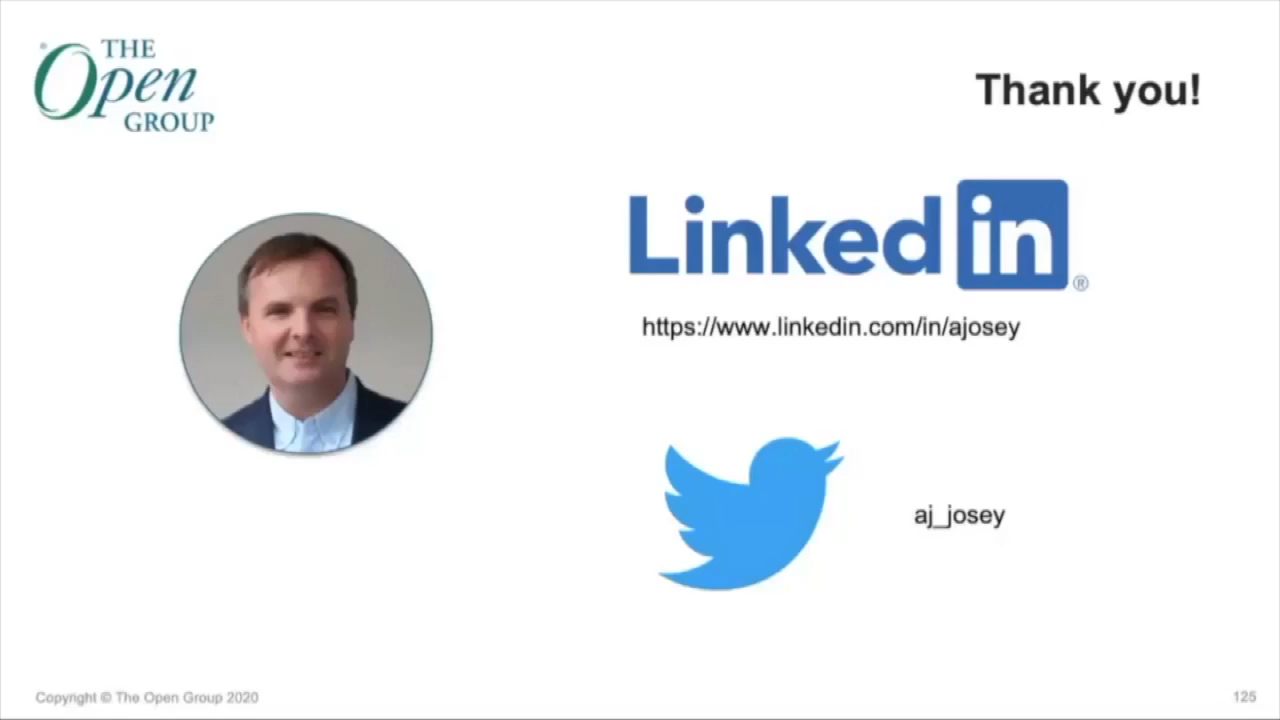 THE
Open
GROUP
Thank you!
Linkedin®
https://www.linkedin.com/in/ajosey
aj_josey
Copyright © The Open Group 2020
125